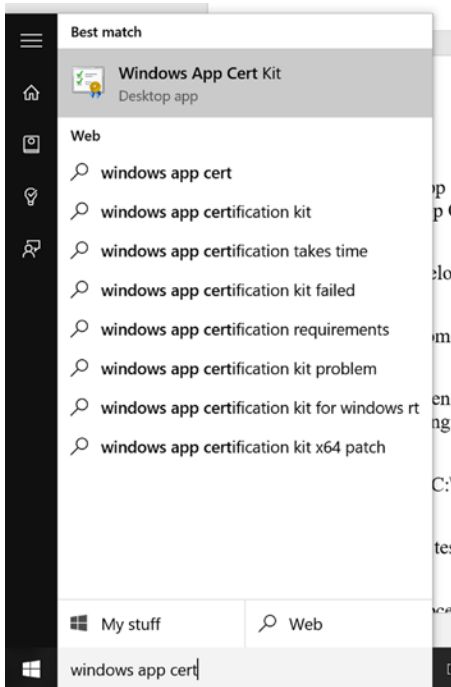 Best match
Windows App Cert Kit
Desktop app
Web
windows app cert
windows app certification kit
windows app certification takes time
windows app certification kit failed
windows app certification requirements
windows app certification kit problem
windows app certification kit for windows rt
windows app certification kit x64 patch
My stuff
Web
windows app cert